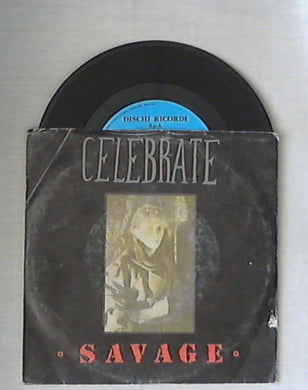 DISCHI RICORDI
S.p.A.
CELEBRATE
· SAVAGE ·